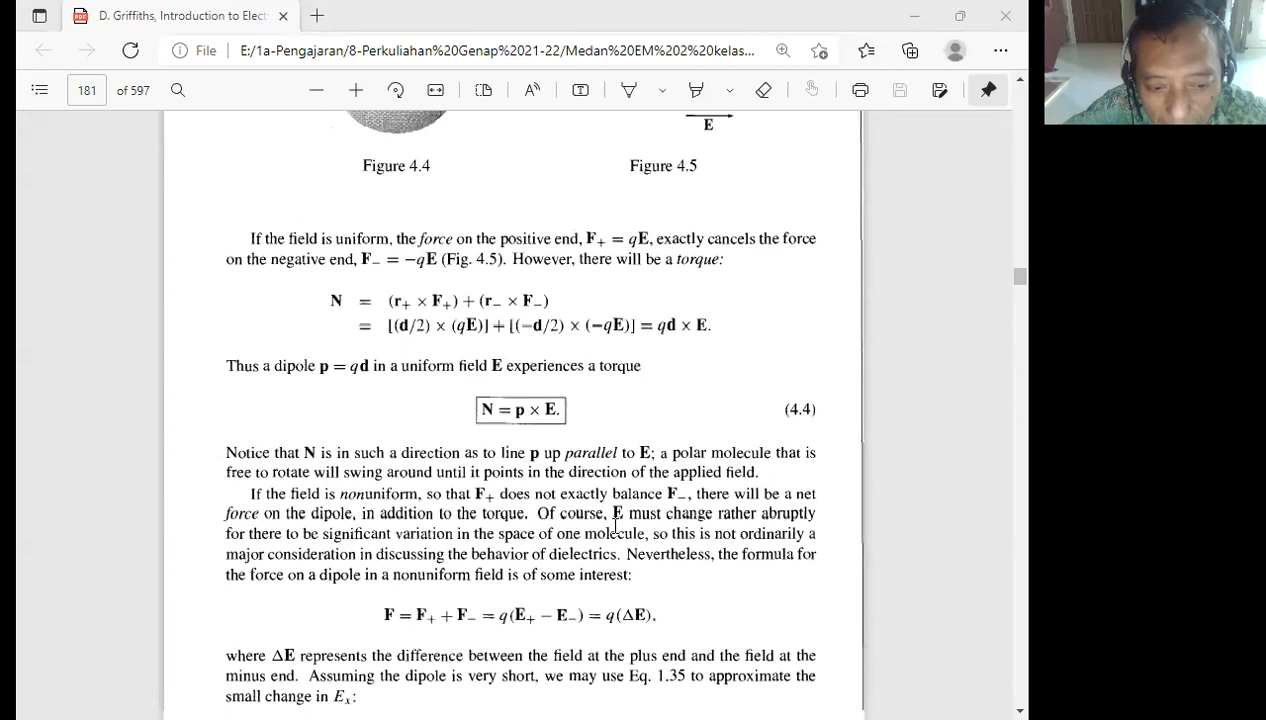 D. Griffiths, Introduction to Elect
File
E:/1a-Pengajaran/8-Perkuliahan%20Genap%2021-22/Medan%20EM%202%20kelas...
181 of 597
E
Figure 4.4
Figure 4.5
If the field is uniform, the force on the positive end, F₊ = qE, exactly cancels the force
on the negative end, F₋ = −qE (Fig. 4.5). However, there will be a torque:
N = (r₊ × F₊) + (r₋ × F₋)
= [(d/2) × (qE)] + [(−d/2) × (−qE)] = qd × E.
Thus a dipole p = qd in a uniform field E experiences a torque
N = p × E. (4.4)
Notice that N is in such a direction as to line p up parallel to E; a polar molecule that is
free to rotate will swing around until it points in the direction of the applied field.
If the field is nonuniform, so that F₊ does not exactly balance F₋, there will be a net
force on the dipole, in addition to the torque. Of course, E must change rather abruptly
for there to be significant variation in the space of one molecule, so this is not ordinarily a
major consideration in discussing the behavior of dielectrics. Nevertheless, the formula for
the force on a dipole in a nonuniform field is of some interest:
F = F₊ + F₋ = q(E₊ − E₋) = q(ΔE),
where ΔE represents the difference between the field at the plus end and the field at the
minus end. Assuming the dipole is very short, we may use Eq. 1.35 to approximate the
small change in Eₓ: